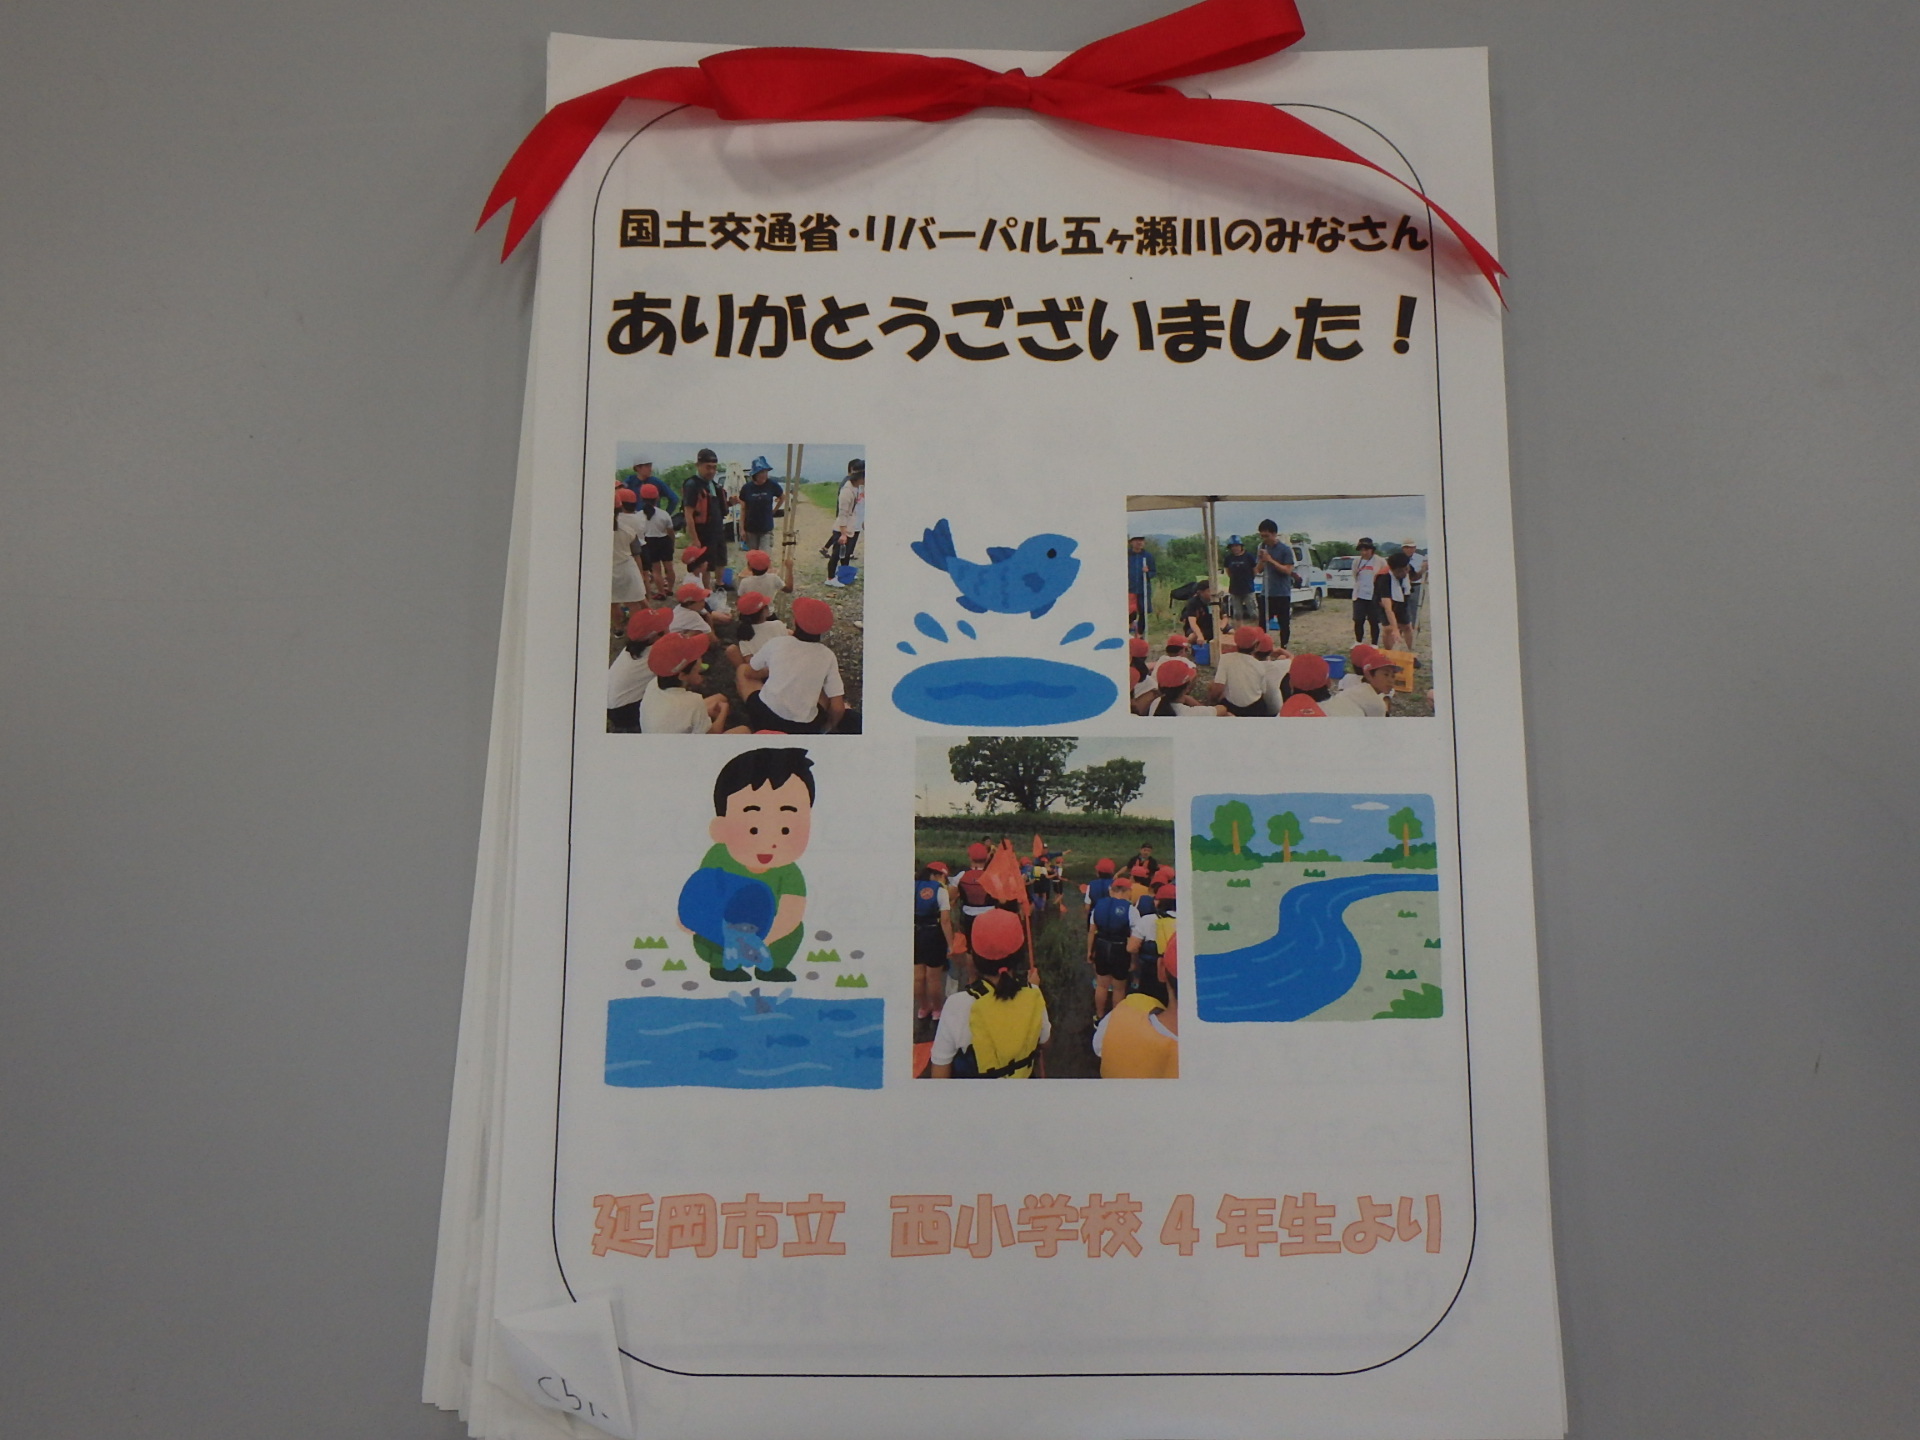 国土交通省・リバーパル五ヶ瀬川のみなさん
ありがとうございました！
延岡市立 西小学校4年生より